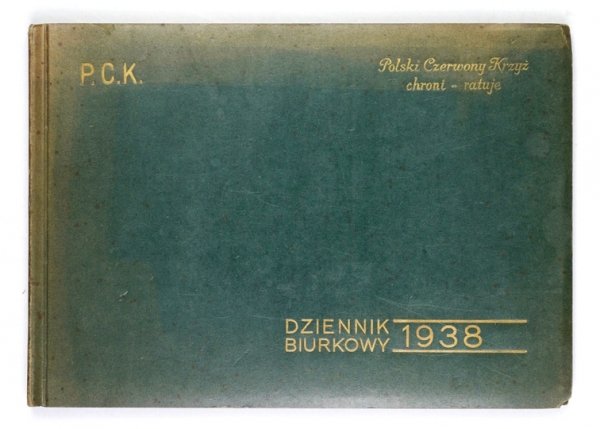 P.C.K.
Polski Czerwony Krzyż
chroni - ratuje
DZIENNIK
BIURKOWY 1938